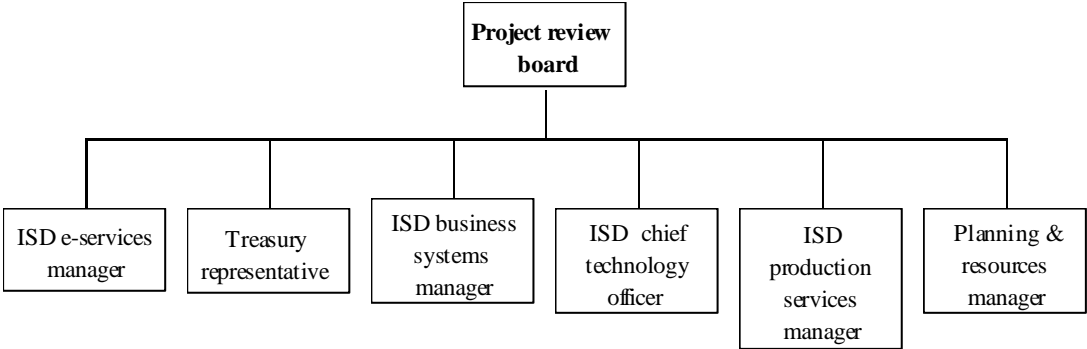 Project review
board
ISD e-services
manager
Treasury
representative
ISD business
systems
manager
ISD chief
technology
officer
ISD
production
services
manager
Planning &
resources
manager